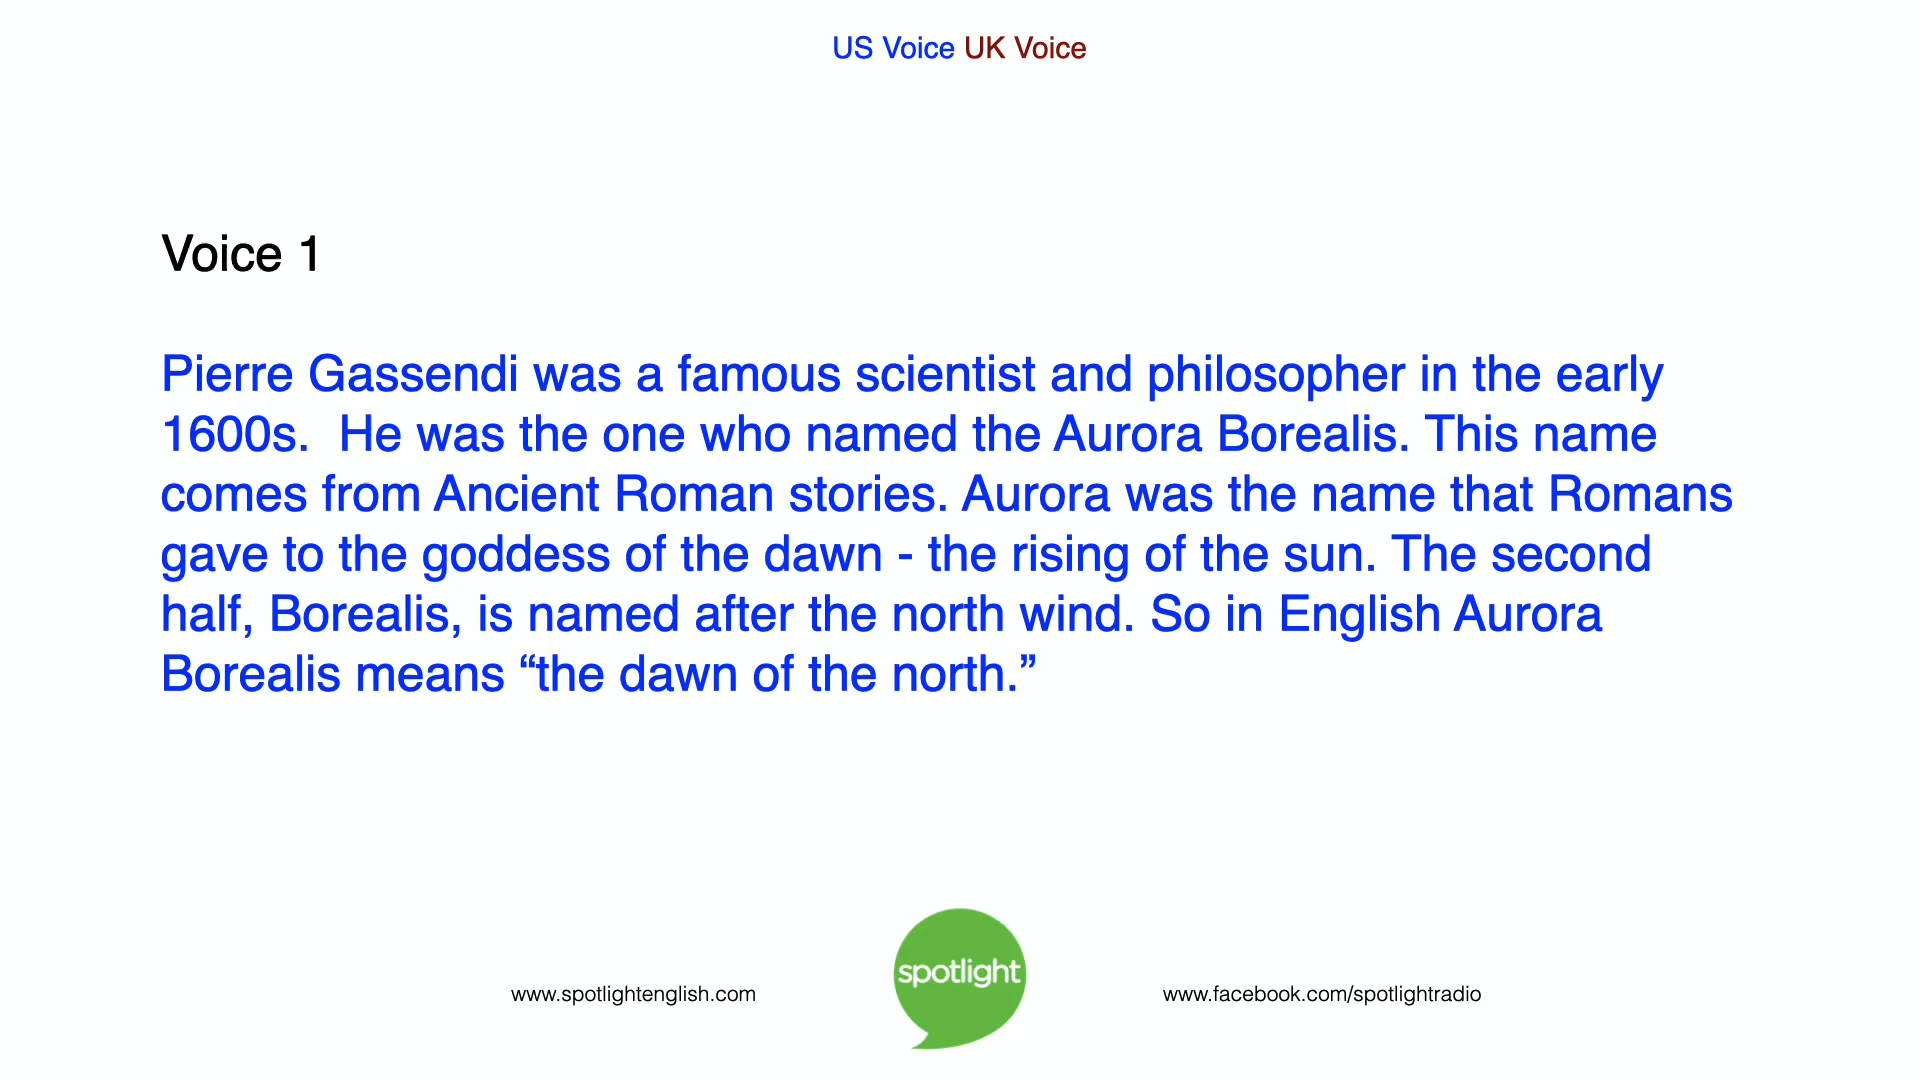 US Voice UK Voice
Voice 1
Pierre Gassendi was a famous scientist and philosopher in the early
1600s.  He was the one who named the Aurora Borealis. This name
comes from Ancient Roman stories. Aurora was the name that Romans
gave to the goddess of the dawn - the rising of the sun. The second
half, Borealis, is named after the north wind. So in English Aurora
Borealis means “the dawn of the north.”
spotlight
www.spotlightenglish.com
www.facebook.com/spotlightradio